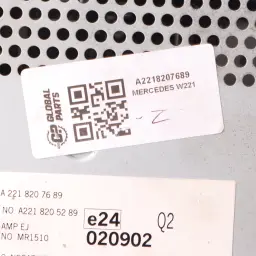 GP GLOBAL PARTS
A2218207689
MERCEDES W221
A 221 820 76 89
NO A221 820 52 89
e24
Q2
AMP EJ
020902
NO MR1510